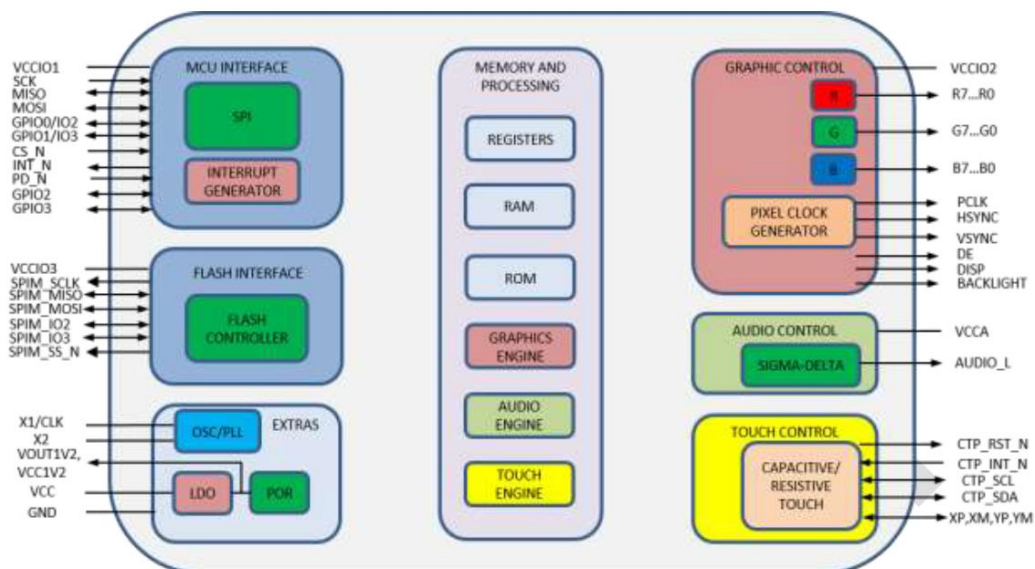 VCCIO1
SCK
MISO
MOSI
GPIO0/IO2
GPIO1/IO3
CS_N
INT_N
PD_N
GPIO2
GPIO3
MCU INTERFACE
SPI
INTERRUPT
GENERATOR
VCCIO3
SPIM_SCLK
SPIM_MISO
SPIM_MOSI
SPIM_IO2
SPIM_IO3
SPIM_SS_N
FLASH INTERFACE
FLASH
CONTROLLER
X1/CLK
X2
VOUT1V2,
VCC1V2
VCC
GND
OSC/PLL
EXTRAS
LDO
POR
MEMORY AND
PROCESSING
REGISTERS
RAM
ROM
GRAPHICS
ENGINE
AUDIO
ENGINE
TOUCH
ENGINE
GRAPHIC CONTROL
R
G
B
PIXEL CLOCK
GENERATOR
VCCIO2
R7...R0
G7...G0
B7...B0
PCLK
HSYNC
VSYNC
DE
DISP
BACKLIGHT
AUDIO CONTROL
SIGMA-DELTA
VCCA
AUDIO_L
TOUCH CONTROL
CAPACITIVE/
RESISTIVE
TOUCH
CTP_RST_N
CTP_INT_N
CTP_SCL
CTP_SDA
XP,XM,YP,YM